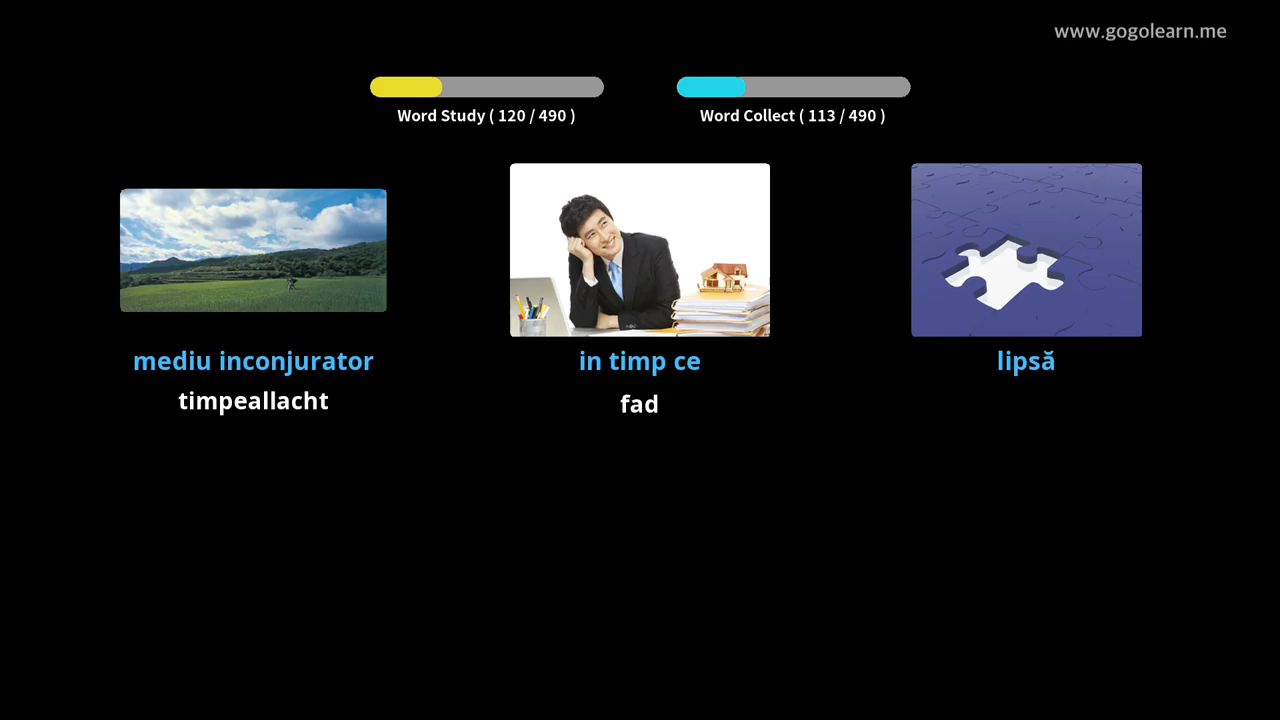 www.gogolearn.me
Word Study ( 120 / 490 )
Word Collect ( 113 / 490 )
mediu inconjurator
in timp ce
lipsă
timpeallacht
fad